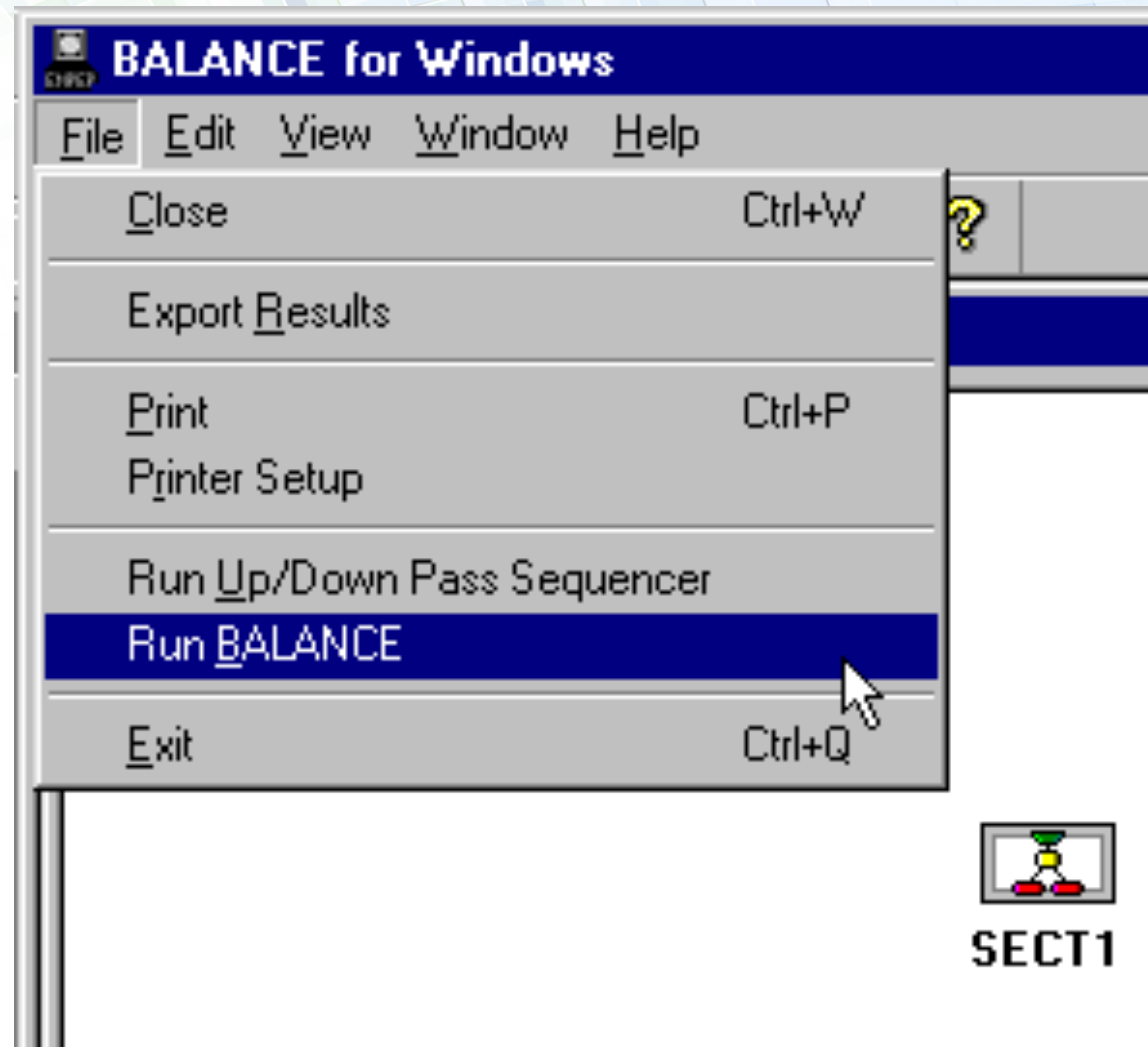 BALANCE for Windows
File Edit View Window Help
Close Ctrl+W
?
Export Results
Print Ctrl+P
Printer Setup
Run Up/Down Pass Sequencer
Run BALANCE
Exit Ctrl+Q
SECT1